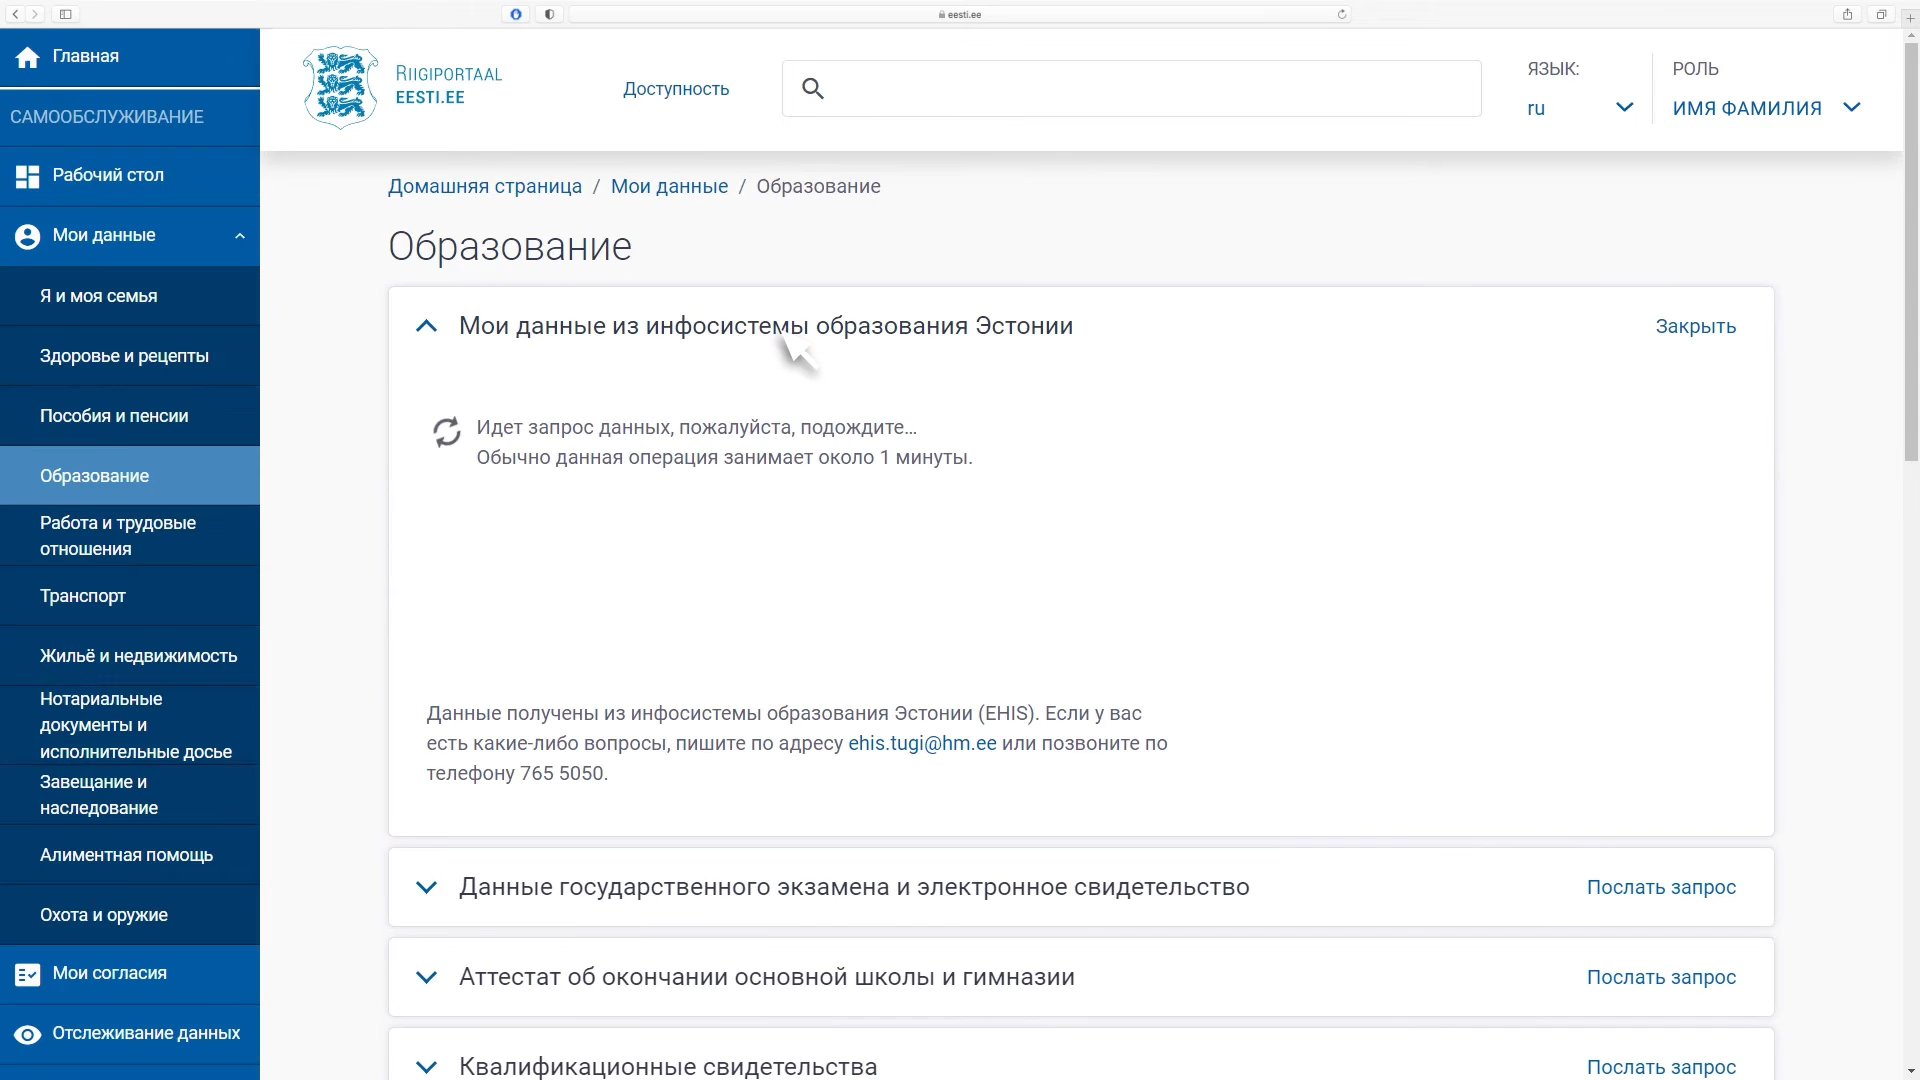 eesti.ee
Главная
САМООБСЛУЖИВАНИЕ
Рабочий стол
Мои данные
Я и моя семья
Здоровье и рецепты
Пособия и пенсии
Образование
Работа и трудовые
отношения
Транспорт
Жильё и недвижимость
Нотариальные
документы и
исполнительные досье
Завещание и
наследование
Алиментная помощь
Охота и оружие
Мои согласия
Отслеживание данных
RIIGIPORTAAL
EESTI.EE
Доступность
ЯЗЫК:
ru
РОЛЬ
ИМЯ ФАМИЛИЯ
Домашняя страница / Мои данные / Образование
Образование
Мои данные из инфосистемы образования Эстонии
Закрыть
Идет запрос данных, пожалуйста, подождите...
Обычно данная операция занимает около 1 минуты.
Данные получены из инфосистемы образования Эстонии (EHIS). Если у вас
есть какие-либо вопросы, пишите по адресу ehis.tugi@hm.ee или позвоните по
телефону 765 5050.
Данные государственного экзамена и электронное свидетельство
Послать запрос
Аттестат об окончании основной школы и гимназии
Послать запрос
Квалификационные свидетельства
Послать запрос